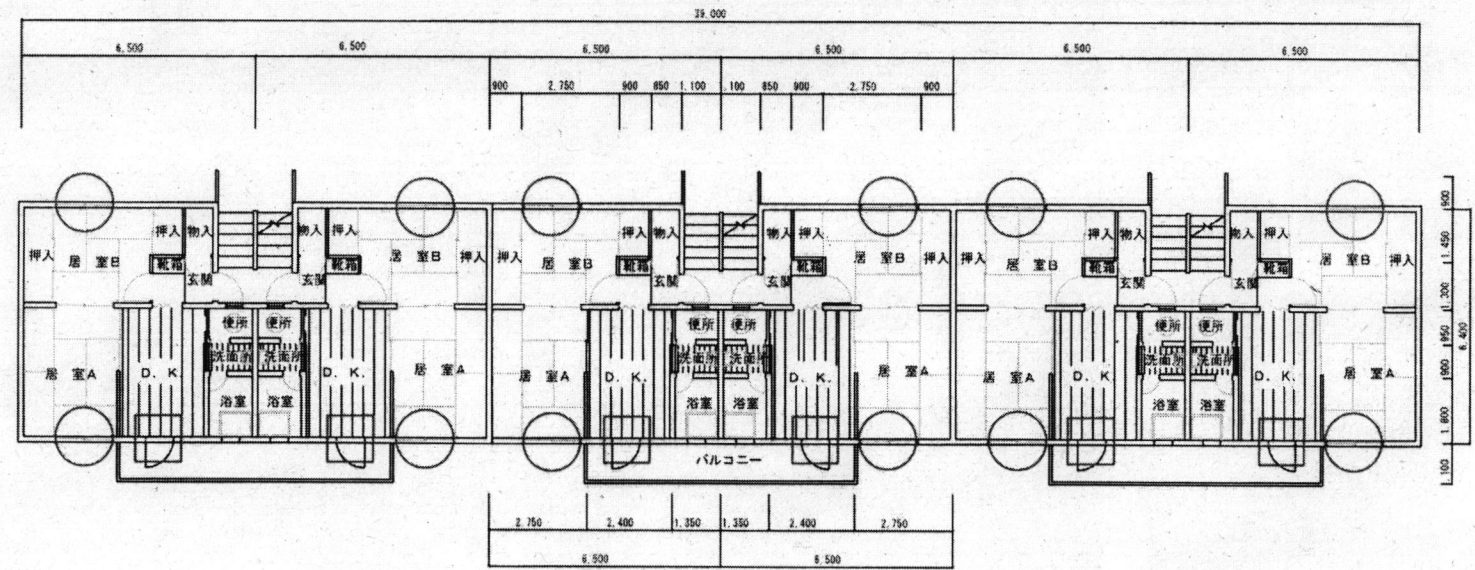 39.000
6.500 6.500 6.500 6.500 6.500 6.500
900 2.750 900 850 1.100 .100 850 900 2.750 900
900
押入 物入 物入 押入 押入 物入 物入 押入 押入 物入 物入 押入
1.450
押入 居室B 靴箱 靴箱 居室B 押入 押入 居室B 靴箱 靴箱 居室B 押入 押入 居室B 靴箱 靴箱 居室B 押入
玄関 玄関 玄関 玄関 玄関 玄関
1.300
便所 便所 便所 便所 便所 便所
950
6.400
洗面所 洗面所 洗面所 洗面所 洗面所 洗面所
居室A D.K. D.K. 居室A 居室A D.K. D.K. 居室A 居室A D.K. D.K. 居室A
900
浴室 浴室 浴室 浴室 浴室 浴室
1.800
バルコニー
1.100
2.750 2.400 1.350 1.350 2.400 2.750
6.500 6.500